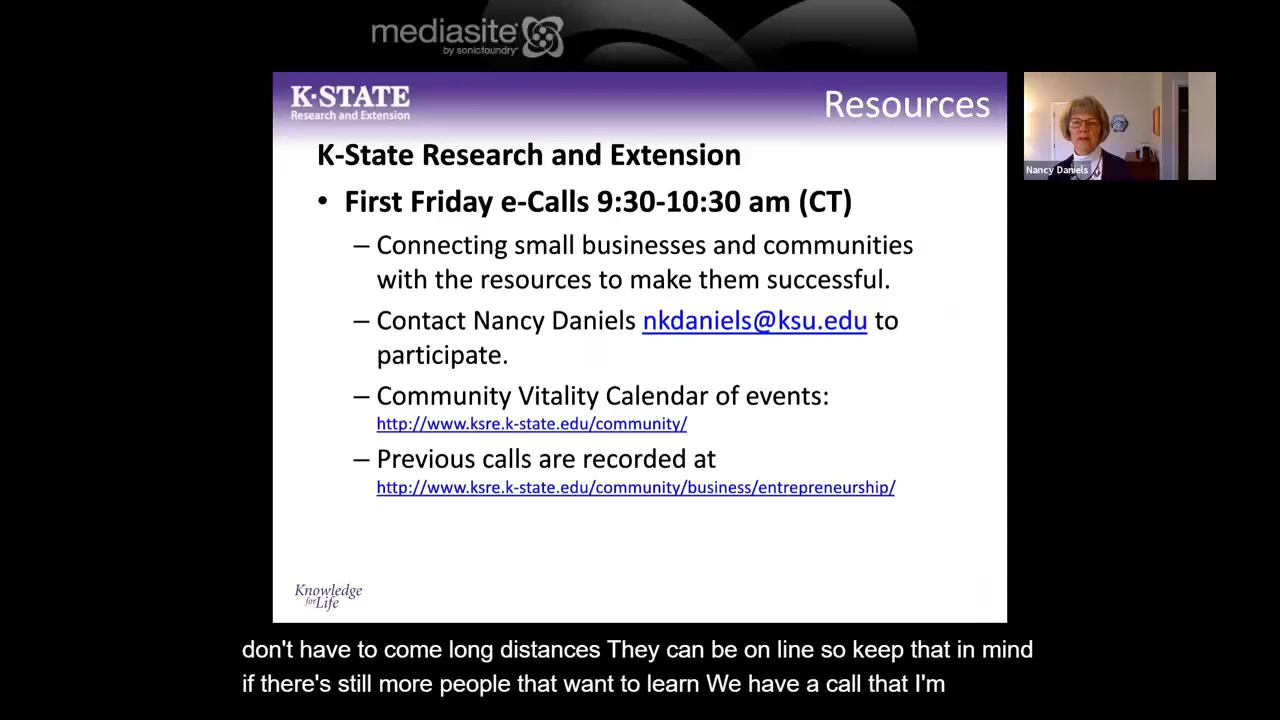 mediasite
by sonicfoundry
K-STATE
Research and Extension
Resources
K-State Research and Extension
• First Friday e-Calls 9:30-10:30 am (CT)
– Connecting small businesses and communities
with the resources to make them successful.
– Contact Nancy Daniels nkdaniels@ksu.edu to
participate.
– Community Vitality Calendar of events:
http://www.ksre.k-state.edu/community/
– Previous calls are recorded at
http://www.ksre.k-state.edu/community/business/entrepreneurship/
Knowledge
for Life
Nancy Daniels
don't have to come long distances They can be on line so keep that in mind
if there's still more people that want to learn We have a call that I'm